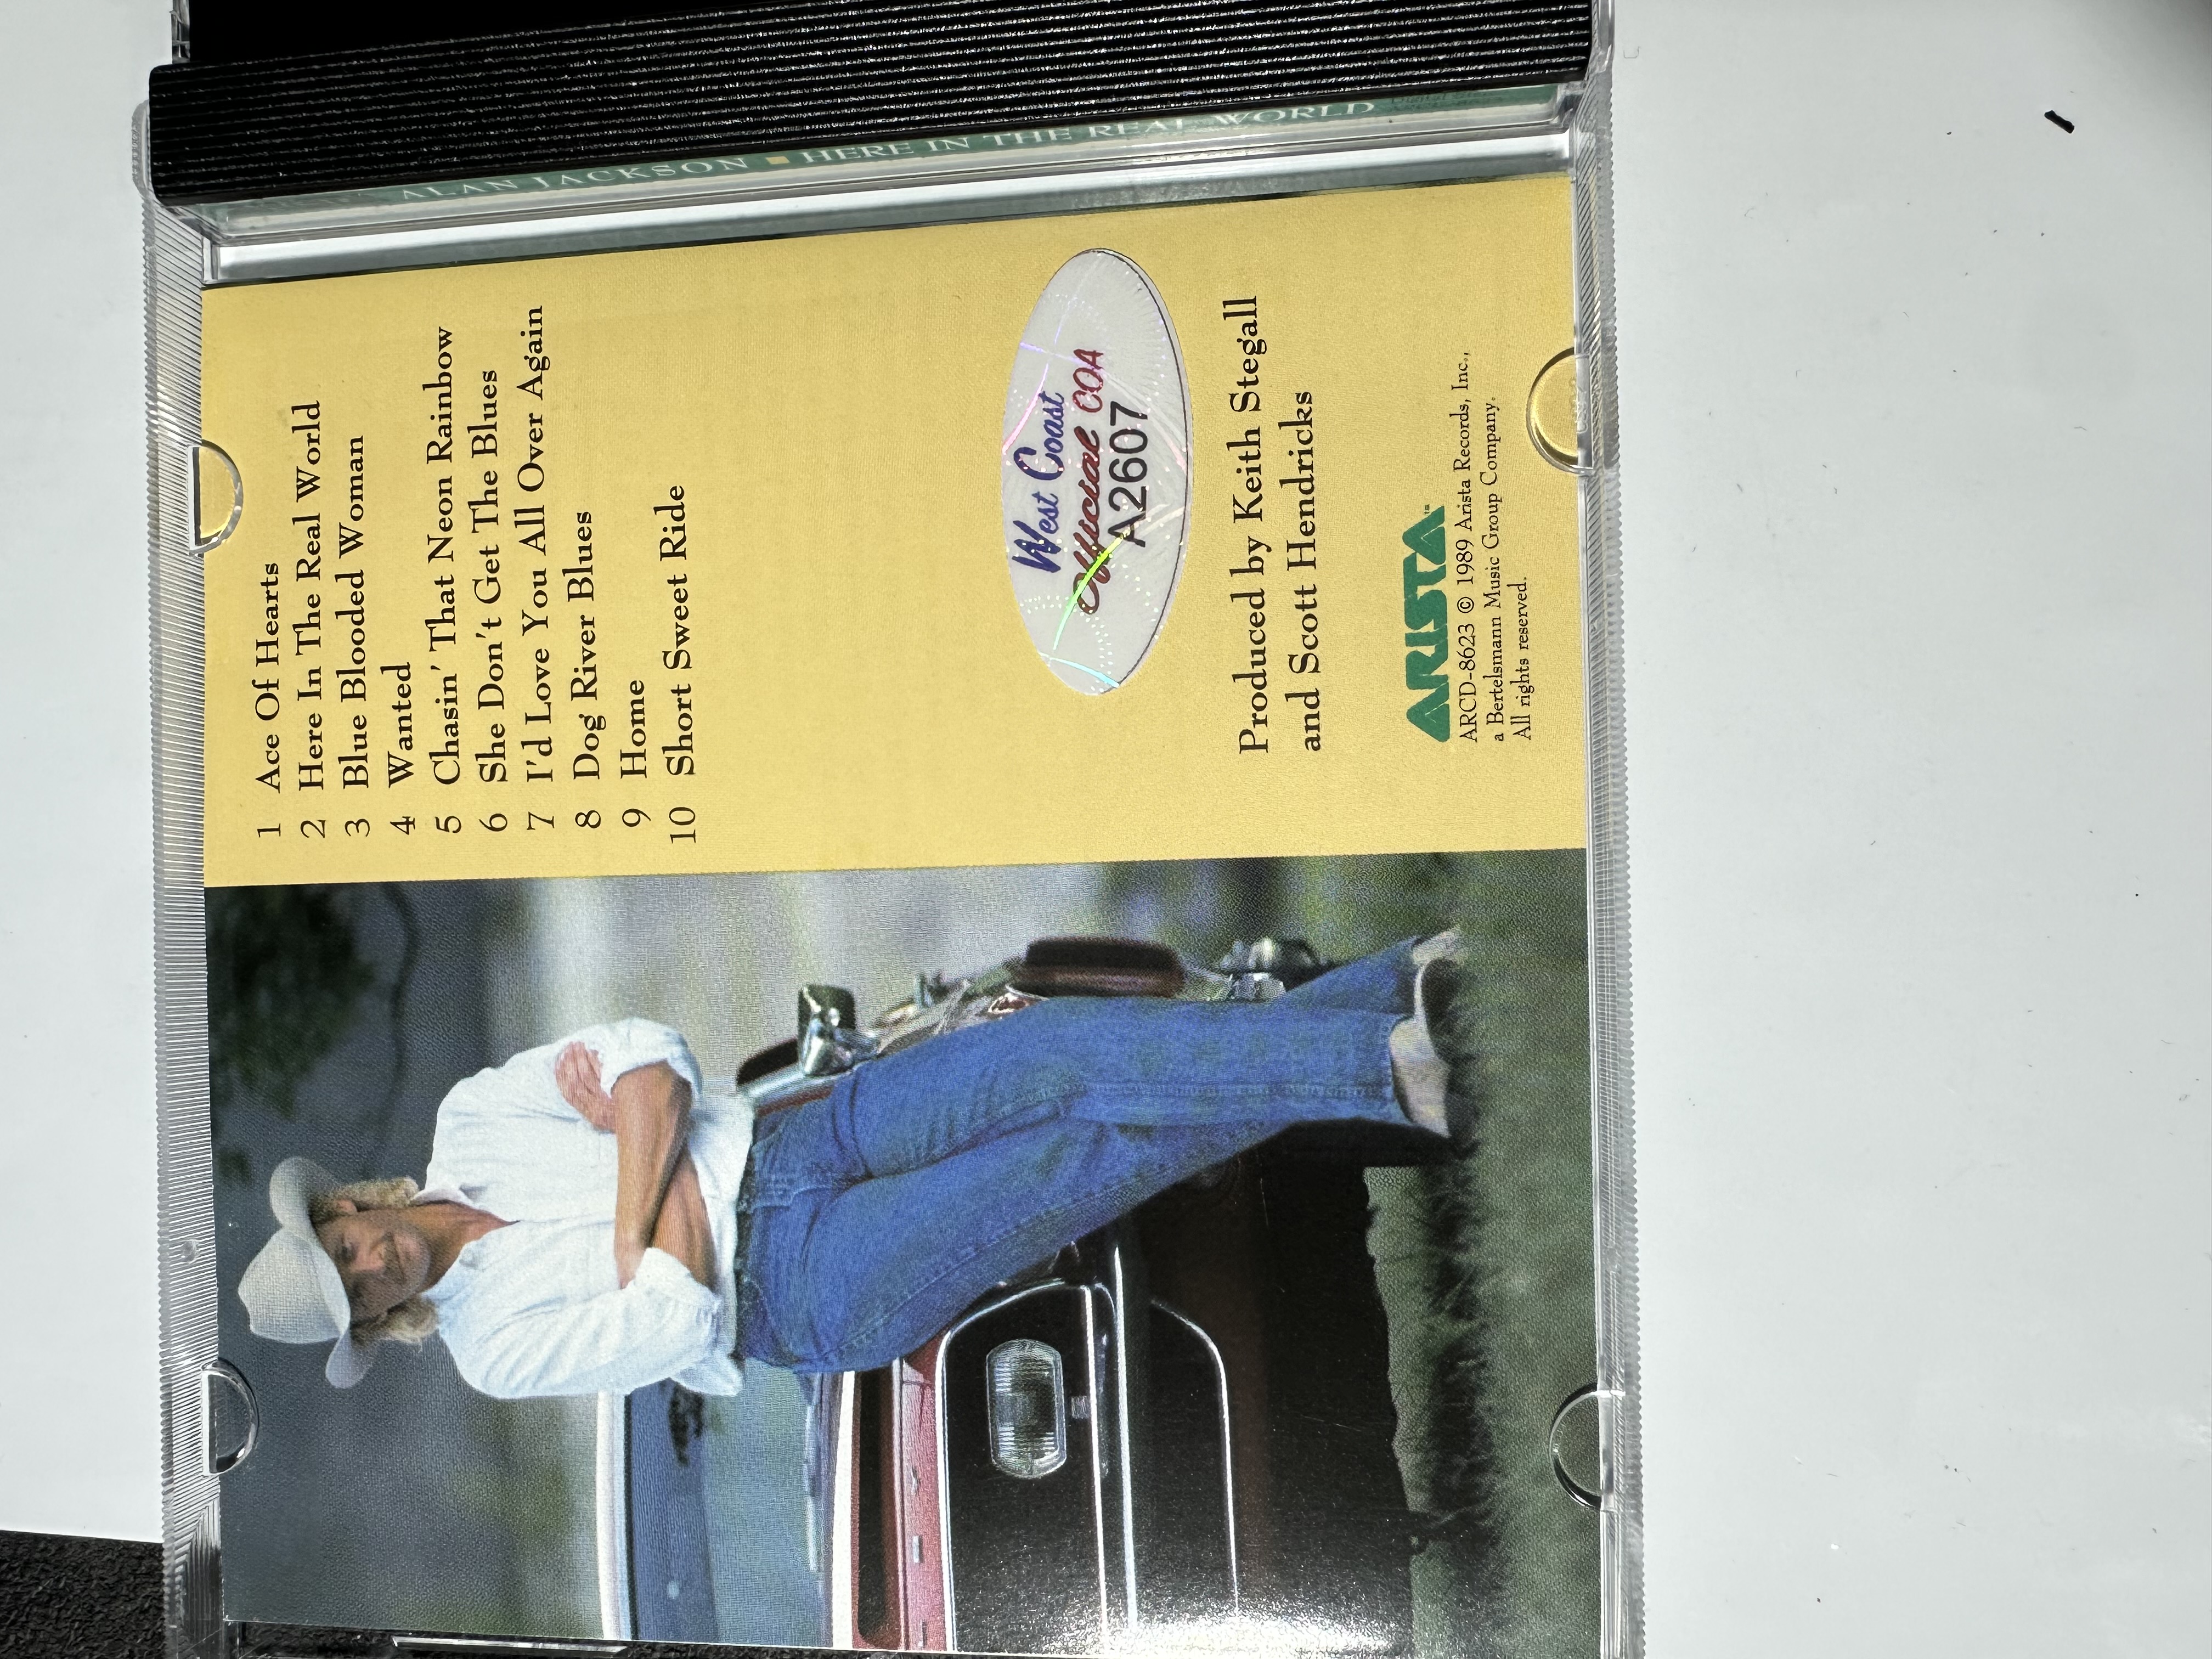 ALAN JACKSON ▪ HERE IN THE REAL WORLD
1 Ace Of Hearts
2 Here In The Real World
3 Blue Blooded Woman
4 Wanted
5 Chasin' That Neon Rainbow
6 She Don't Get The Blues
7 I'd Love You All Over Again
8 Dog River Blues
9 Home
10 Short Sweet Ride
West Coast
Official COA
A2607
Produced by Keith Stegall
and Scott Hendricks
ARISTA™
ARCD-8623 © 1989 Arista Records, Inc.,
a Bertelsmann Music Group Company.
All rights reserved.